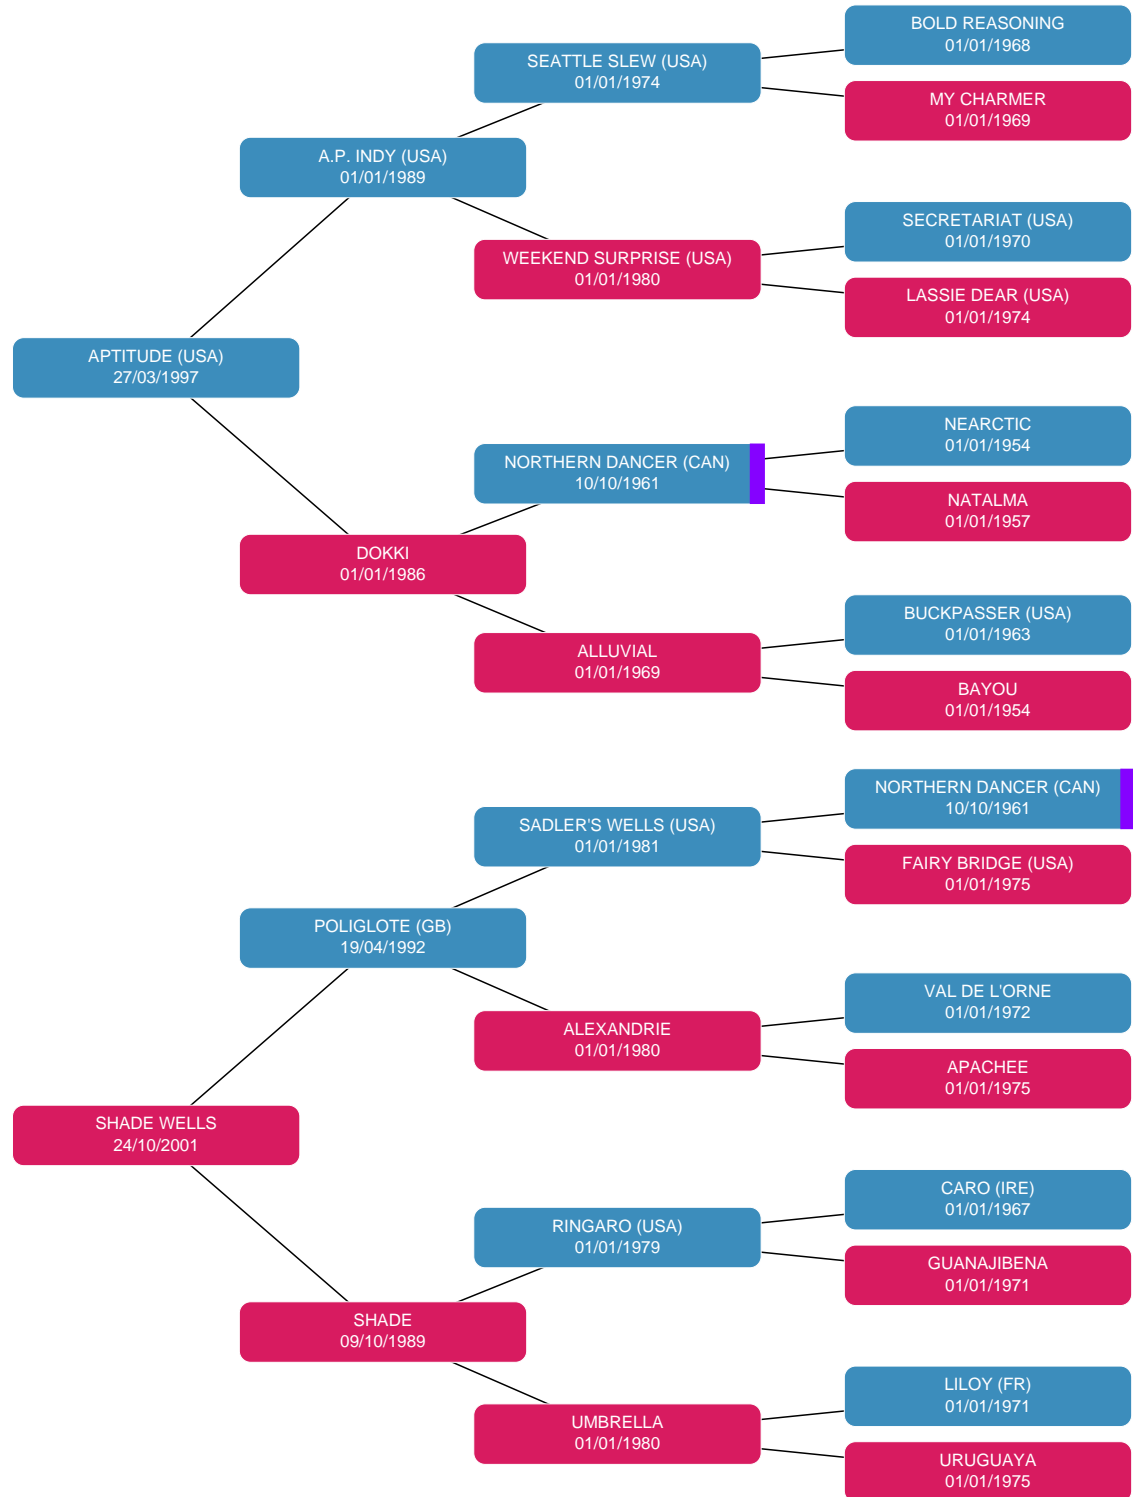 BOLD REASONING
01/01/1968
SEATTLE SLEW (USA)
01/01/1974
MY CHARMER
01/01/1969
A.P. INDY (USA)
01/01/1989
SECRETARIAT (USA)
01/01/1970
WEEKEND SURPRISE (USA)
01/01/1980
LASSIE DEAR (USA)
01/01/1974
APTITUDE (USA)
27/03/1997
NEARCTIC
01/01/1954
NORTHERN DANCER (CAN)
10/10/1961
NATALMA
01/01/1957
DOKKI
01/01/1986
BUCKPASSER (USA)
01/01/1963
ALLUVIAL
01/01/1969
BAYOU
01/01/1954
NORTHERN DANCER (CAN)
10/10/1961
SADLER'S WELLS (USA)
01/01/1981
FAIRY BRIDGE (USA)
01/01/1975
POLIGLOTE (GB)
19/04/1992
VAL DE L'ORNE
01/01/1972
ALEXANDRIE
01/01/1980
APACHEE
01/01/1975
SHADE WELLS
24/10/2001
CARO (IRE)
01/01/1967
RINGARO (USA)
01/01/1979
GUANAJIBENA
01/01/1971
SHADE
09/10/1989
LILOY (FR)
01/01/1971
UMBRELLA
01/01/1980
URUGUAYA
01/01/1975